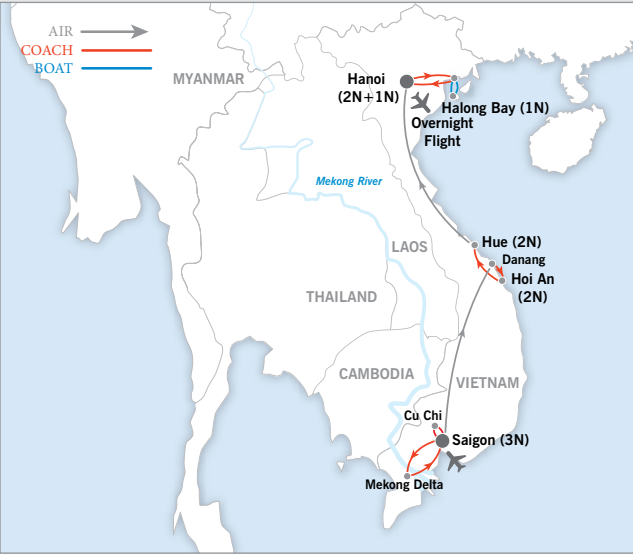 AIR
COACH
BOAT
MYANMAR
Hanoi
(2N+1N)
Halong Bay (1N)
Overnight
Flight
Mekong River
Hue (2N)
LAOS
Danang
Hoi An
(2N)
THAILAND
CAMBODIA
VIETNAM
Cu Chi
Saigon (3N)
Mekong Delta